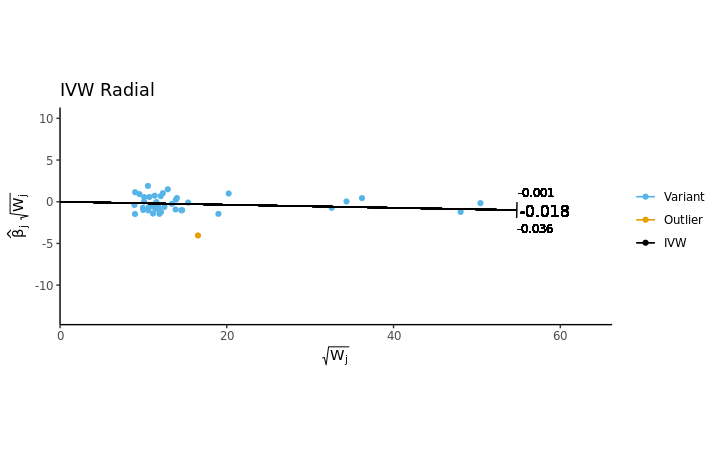 IVW Radial
10
5
0
-5
-10
β̂j √Wj
0
20
40
60
√Wj
-0.001
-0.018
-0.036
Variant
Outlier
IVW